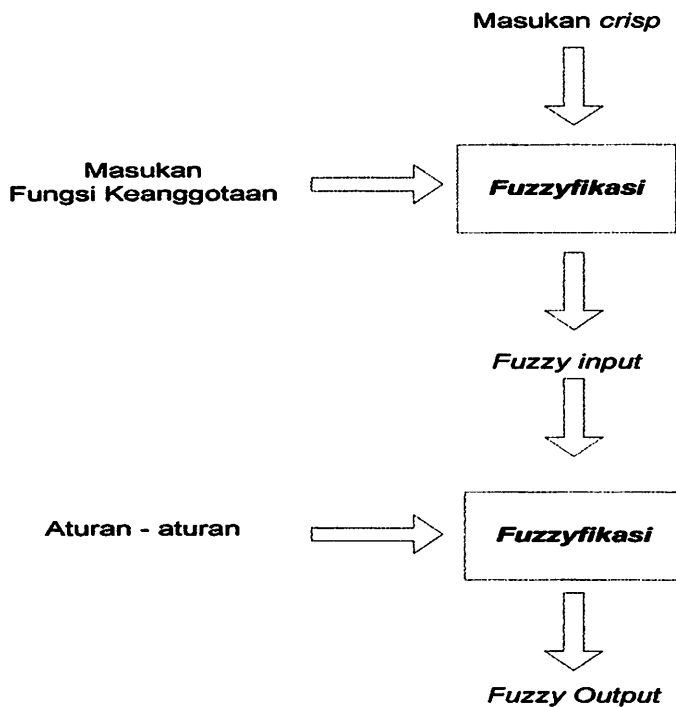 Masukan crisp
Masukan
Fungsi Keanggotaan
Fuzzyfikasi
Fuzzy input
Aturan - aturan
Fuzzyfikasi
Fuzzy Output